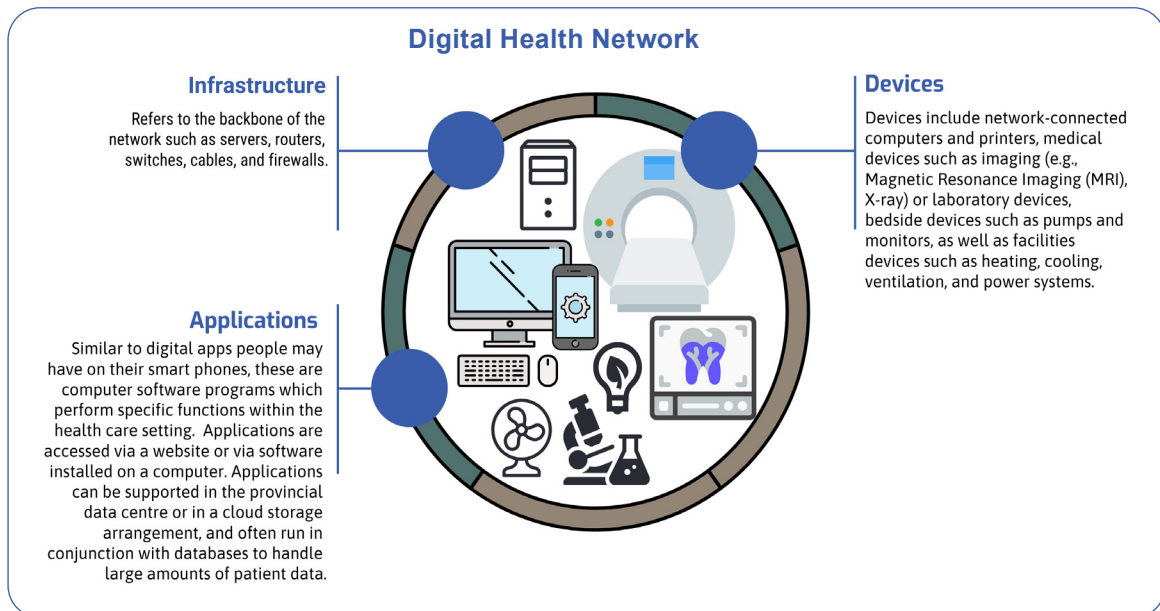 Digital Health Network
Infrastructure
Refers to the backbone of the
network such as servers, routers,
switches, cables, and firewalls.
Devices
Devices include network-connected
computers and printers, medical
devices such as imaging (e.g.,
Magnetic Resonance Imaging (MRI),
X-ray) or laboratory devices,
bedside devices such as pumps and
monitors, as well as facilities
devices such as heating, cooling,
ventilation, and power systems.
Applications
Similar to digital apps people may
have on their smart phones, these are
computer software programs which
perform specific functions within the
health care setting. Applications are
accessed via a website or via software
installed on a computer. Applications
can be supported in the provincial
data centre or in a cloud storage
arrangement, and often run in
conjunction with databases to handle
large amounts of patient data.